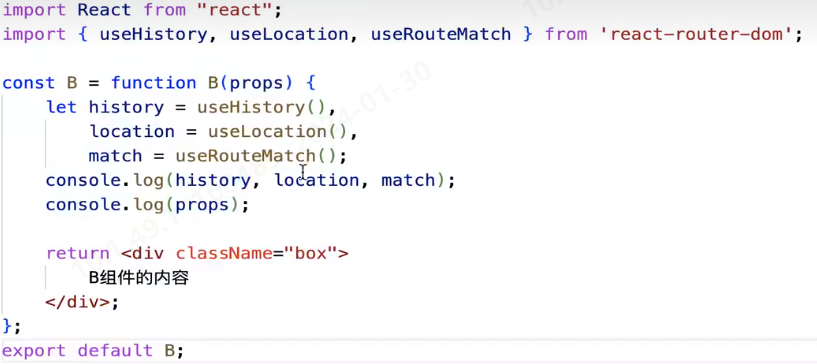 import React from "react";
import { useHistory, useLocation, useRouteMatch } from 'react-router-dom';
const B = function B(props) {
let history = useHistory(),
location = useLocation(),
match = useRouteMatch();
console.log(history, location, match);
console.log(props);
return <div className="box">
B组件的内容
</div>;
};
export default B;